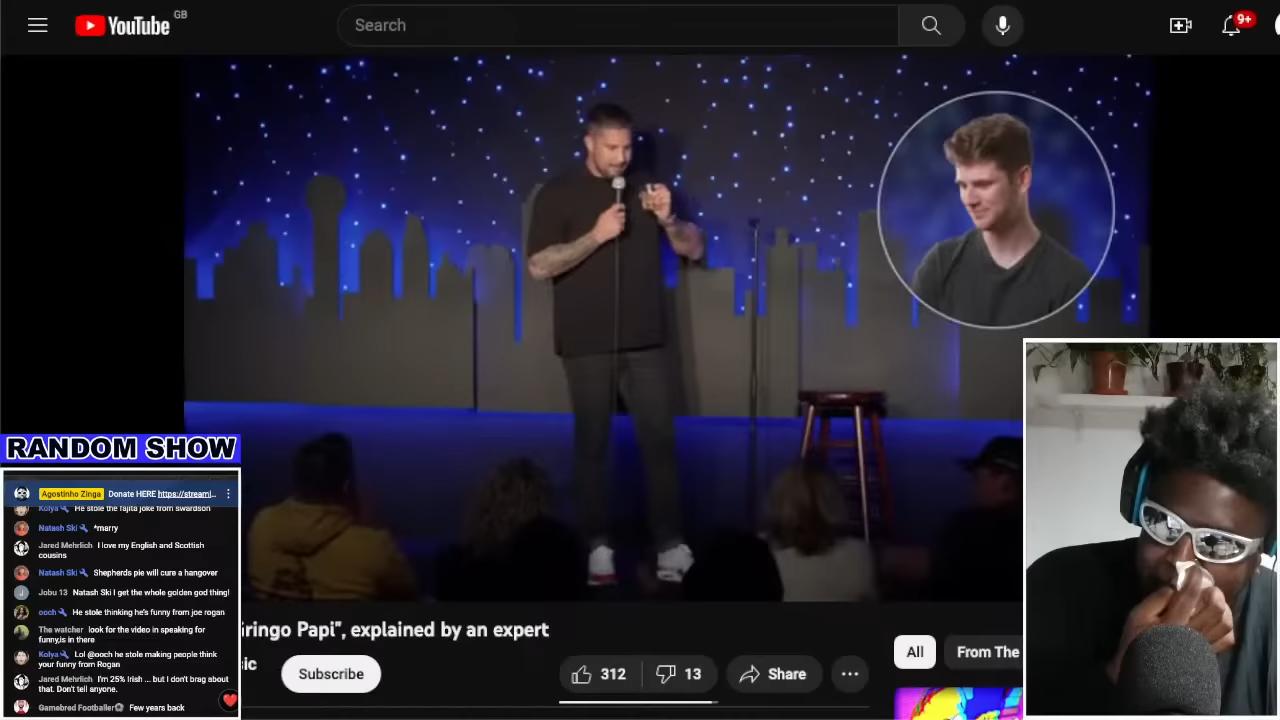 YouTube GB
Search
9+
RANDOM SHOW
Agostinho Zinga Donate HERE https://streaml...
Kolya He stole the fajita joke from swardson
Natash Ski *marry
Jared Mehrlich I love my English and Scottish
cousins
Natash Ski Shepherds pie will cure a hangover
Jobu 13 Natash Ski I get the whole golden god thing!
ooch He stole thinking he's funny from joe rogan
The watcher look for the video in speaking for
funny,is in there
Kolya Lol @ooch he stole making people think
your funny from Rogan
Jared Mehrlich I'm 25% Irish ... but I don't brag about
that. Don't tell anyone.
Gamebred Footballer Few years back
ringo Papi", explained by an expert
sic
Subscribe
312
13
Share
All
From The